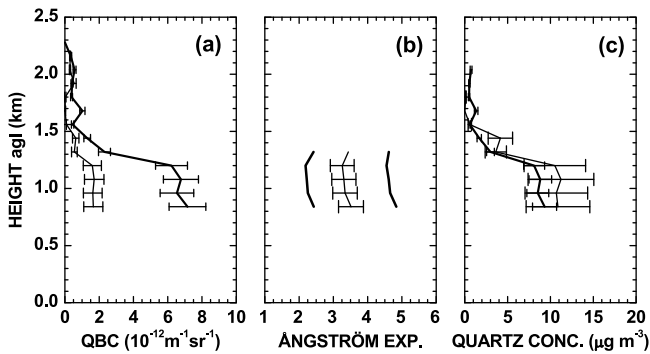 (a) (b) (c)
HEIGHT agl (km)
2.0
1.5
1.0
0.5
0.0
0 2 4 6 8 10 1 2 3 4 5 6 0 5 10 15 20
QBC (10⁻¹²m⁻¹sr⁻¹) ÅNGSTRÖM EXP. QUARTZ CONC. (μg m⁻³)